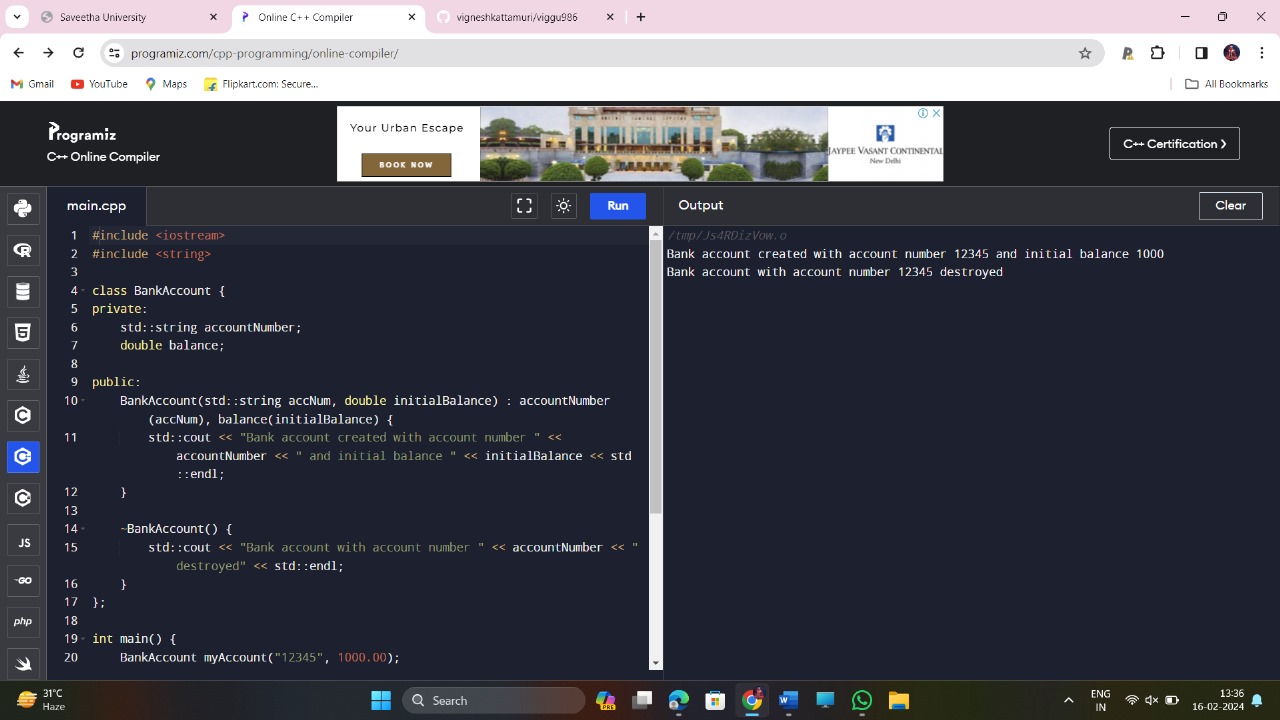 Saveetha University
Online C++ Compiler
vigneshkattamuri/viggu986
programiz.com/cpp-programming/online-compiler/
Gmail
YouTube
Maps
Flipkart.com: Secure...
All Bookmarks
Programiz
C++ Online Compiler
Your Urban Escape
BOOK NOW
JAYPEE VASANT CONTINENTAL
New Delhi
C++ Certification ❯
main.cpp
Run
Output
Clear
1 #include <iostream>
2 #include <string>
3
4 class BankAccount {
5 private:
6     std::string accountNumber;
7     double balance;
8
9 public:
10     BankAccount(std::string accNum, double initialBalance) : accountNumber
(accNum), balance(initialBalance) {
11         std::cout << "Bank account created with account number " <<
accountNumber << " and initial balance " << initialBalance << std
::endl;
12     }
13
14     ~BankAccount() {
15         std::cout << "Bank account with account number " << accountNumber << "
destroyed" << std::endl;
16     }
17 };
18
19 int main() {
20     BankAccount myAccount("12345", 1000.00);
/tmp/Js4RDizVow.o
Bank account created with account number 12345 and initial balance 1000
Bank account with account number 12345 destroyed
JS
GO
php
31°C
Haze
Search
PRE
ENG
IN
13:36
16-02-2024